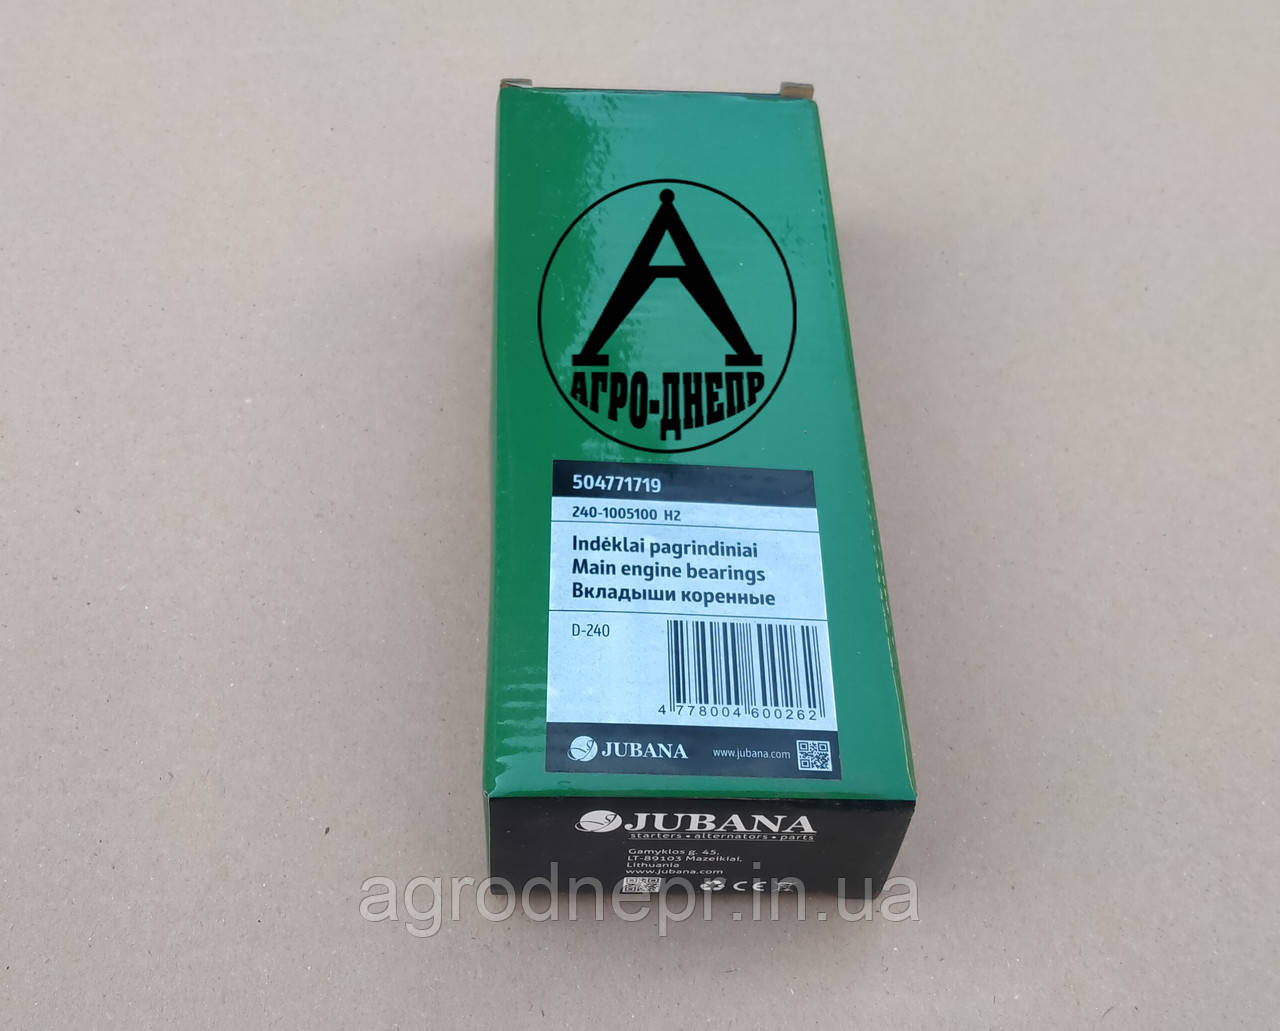 А
АГРО-ДНЕПР
504771719
240-1005100 H2
Indėklai pagrindiniai
Main engine bearings
Вкладыши коренные
D-240
4 778004 600262
JUBANA www.jubana.com
JUBANA
starters • alternators • parts
Gamyklos g. 45,
LT-89103 Mazeikiai,
Lithuania
www.jubana.com
CE
agrodnepr.in.ua